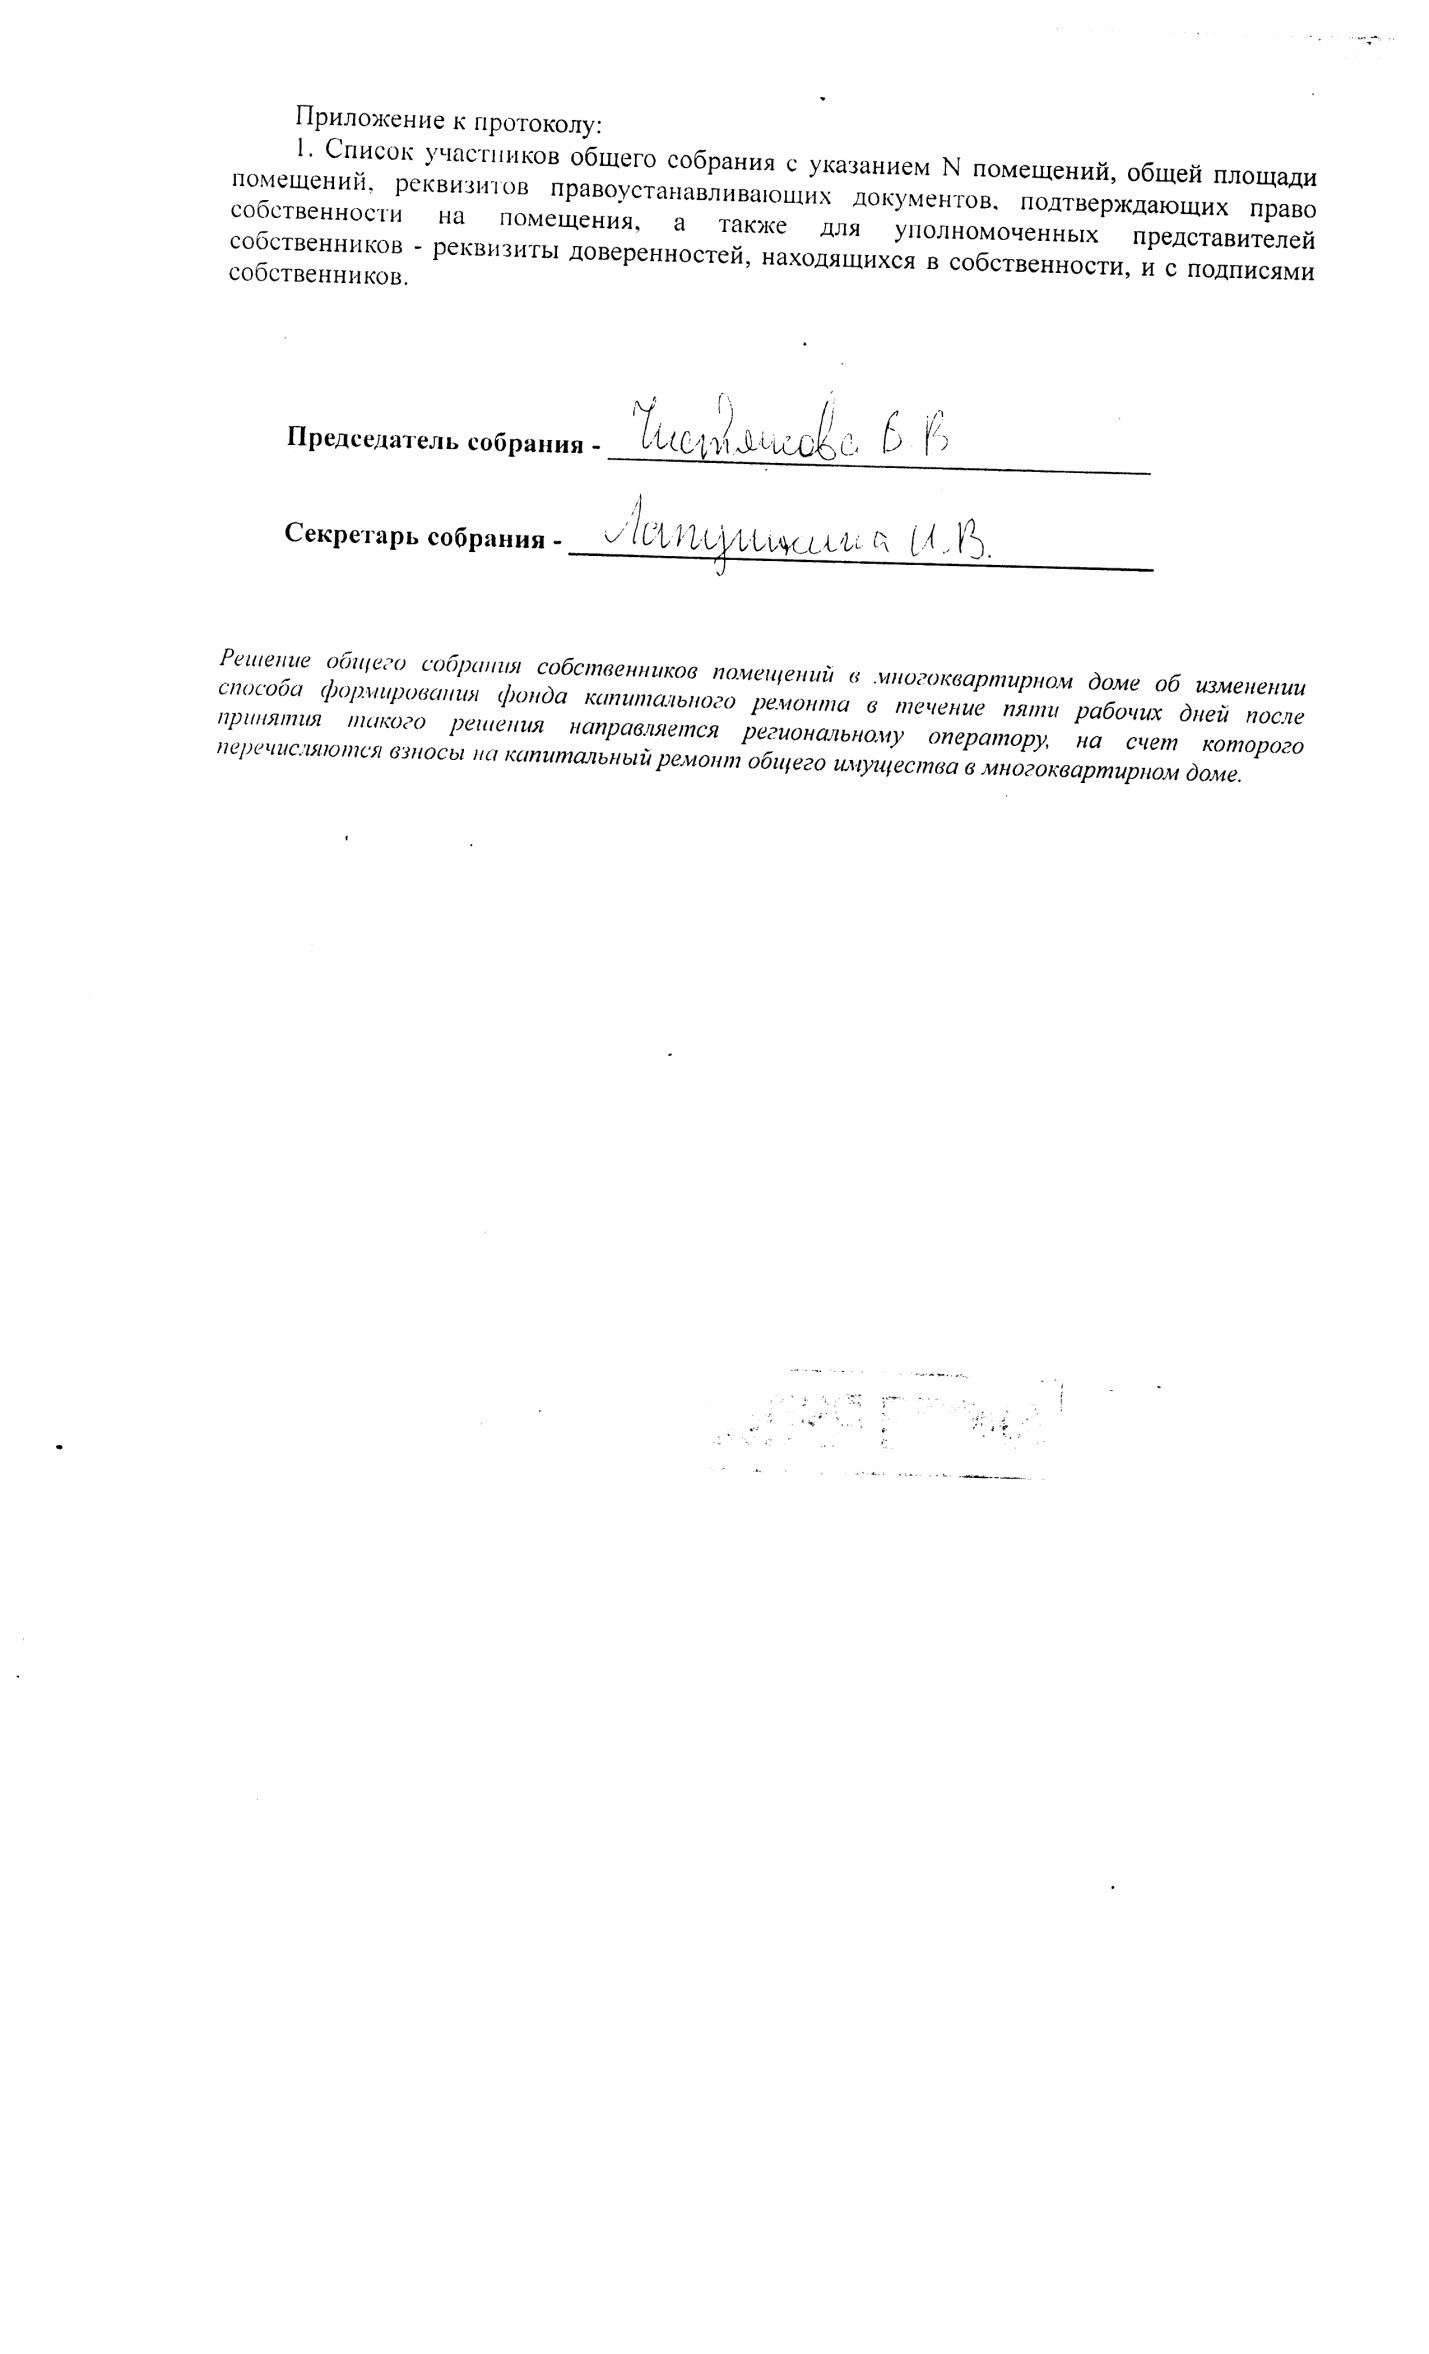 Приложение к протоколу:
1. Список участников общего собрания с указанием N помещений, общей площади
помещений, реквизитов правоустанавливающих документов, подтверждающих право
собственности на помещения, а также для уполномоченных представителей
собственников - реквизиты доверенностей, находящихся в собственности, и с подписями
собственников.
Председатель собрания - Чистякова В В
Секретарь собрания - Лапушкина И.В.
Решение общего собрания собственников помещений в многоквартирном доме об изменении
способа формирования фонда капитального ремонта в течение пяти рабочих дней после
принятия такого решения направляется региональному оператору, на счет которого
перечисляются взносы на капитальный ремонт общего имущества в многоквартирном доме.